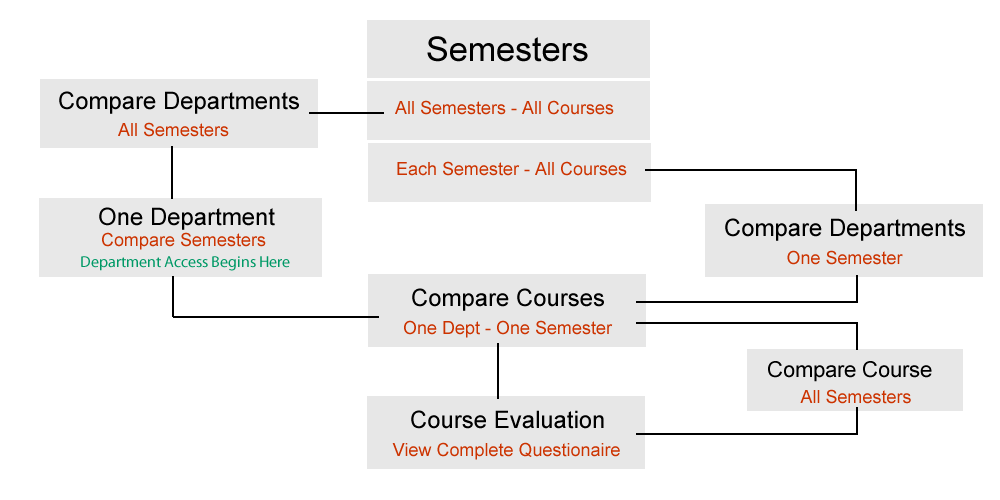 Semesters
All Semesters - All Courses
Each Semester - All Courses
Compare Departments
All Semesters
One Department
Compare Semesters
Department Access Begins Here
Compare Departments
One Semester
Compare Courses
One Dept - One Semester
Compare Course
All Semesters
Course Evaluation
View Complete Questionaire